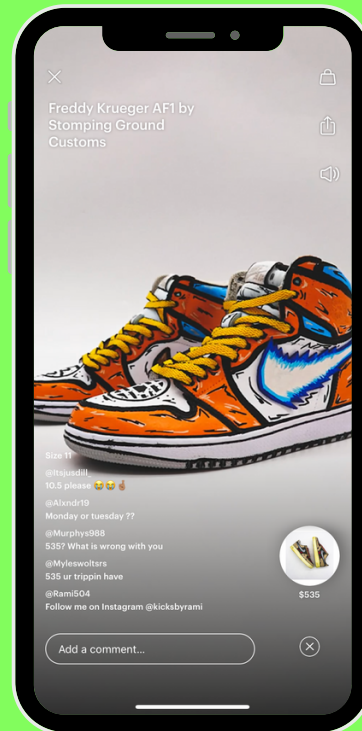 Freddy Krueger AF1 by
Stomping Ground
Customs
Size 11
@Itsjusdill_
10.5 please 😭😭🤞
@Alxndr19
Monday or tuesday ??
@Murphys988
535? What is wrong with you
@Myleswoltsrs
535 ur trippin have
@Rami504
Follow me on Instagram @kicksbyrami
$535
Add a comment...